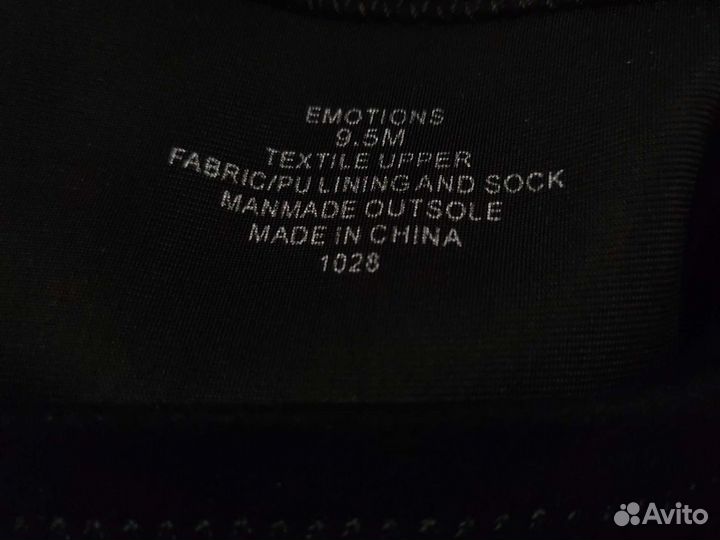 EMOTIONS
9.5M
TEXTILE UPPER
FABRIC/PU LINING AND SOCK
MANMADE OUTSOLE
MADE IN CHINA
1028
Avito